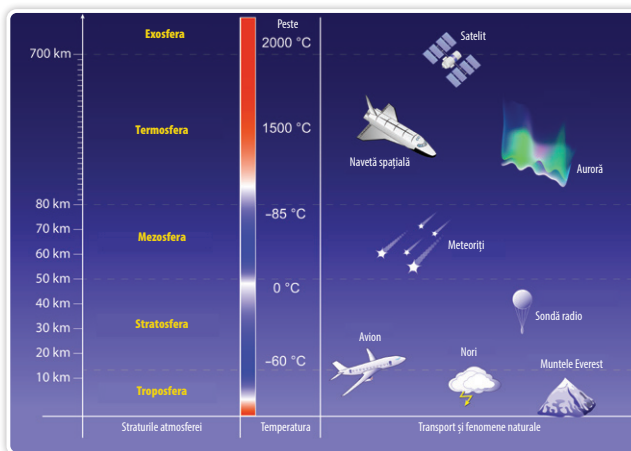 Exosfera
Peste
2000 °C
Satelit
700 km
Termosfera
1500 °C
Navetă spațială
Auroră
80 km
-85 °C
70 km
Mezosfera
Meteoriți
60 km
50 km
0 °C
40 km
Sondă radio
30 km
Stratosfera
Avion
20 km
-60 °C
Nori
Muntele Everest
10 km
Troposfera
Straturile atmosferei
Temperatura
Transport și fenomene naturale